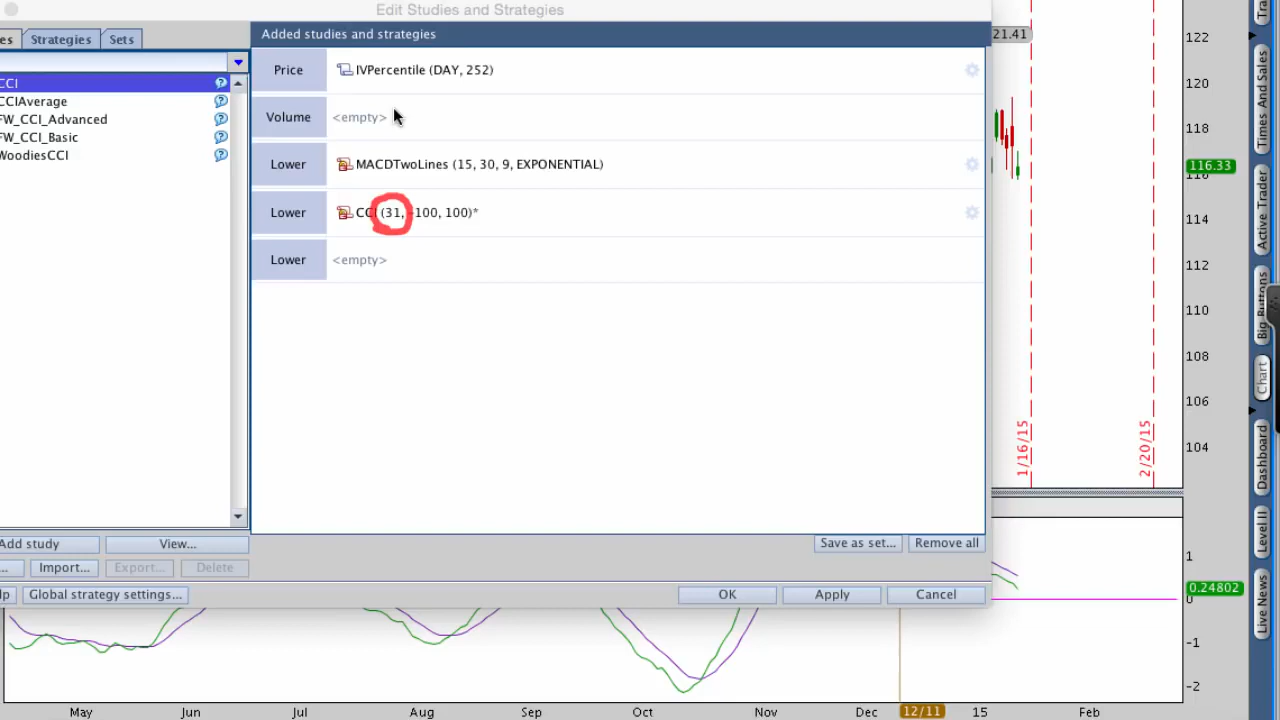 Edit Studies and Strategies
es
Strategies
Sets
Added studies and strategies
CCI
CCIAverage
FW_CCI_Advanced
FW_CCI_Basic
WoodiesCCI
Price
IVPercentile (DAY, 252)
Volume
<empty>
Lower
MACDTwoLines (15, 30, 9, EXPONENTIAL)
Lower
CCI (31, -100, 100)*
Lower
<empty>
Add study
View...
...
Import...
Export...
Delete
lp
Global strategy settings...
Save as set...
Remove all
OK
Apply
Cancel
21.41
122
120
118
116.33
114
112
110
108
106
104
1/16/15
2/20/15
1
0.24802
0
-1
-2
May
Jun
Jul
Aug
Sep
Oct
Nov
Dec
12/11
15
Feb
Tra
Times And Sales
Active Trader
Big Buttons
Chart
Dashboard
Level II
Live News